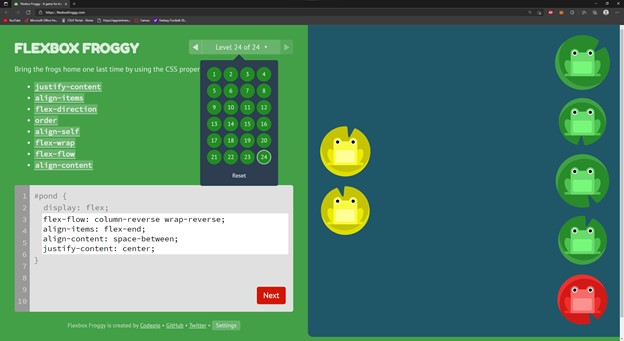 Flexbox Froggy - A game for le
https://flexboxfroggy.com
YouTube
Microsoft Office Ho...
CSUF Portal - Home
Canvas
Fantasy Football 20...
FLEXBOX FROGGY
Level 24 of 24
Bring the frogs home one last time by using the CSS proper
justify-content
align-items
flex-direction
order
align-self
flex-wrap
flex-flow
align-content
1 2 3 4
5 6 7 8
9 10 11 12
13 14 15 16
17 18 19 20
21 22 23 24
Reset
1 #pond {
2 display: flex;
3 flex-flow: column-reverse wrap-reverse;
4 align-items: flex-end;
5 align-content: space-between;
6 justify-content: center;
7 }
8
9
10
Next
Flexbox Froggy is created by Codepip • GitHub • Twitter • Settings